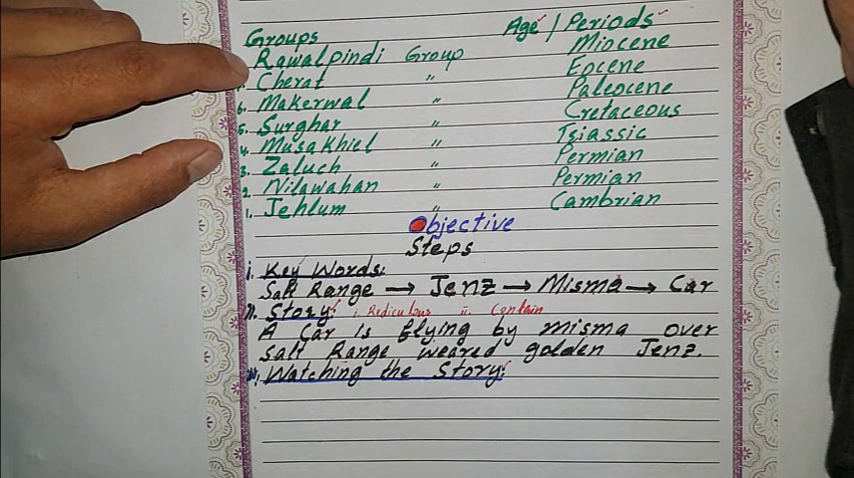 Groups Age / Periods
Rawalpindi Group Miocene
Cherat " Eocene
6. Makerwal " Paleocene
5. Surghar " Cretaceous
4. Musa Khiel " Tsiassic
3. Zaluch " Permian
2. Nilawahan " Permian
1. Jehlum " Cambrian
Objective
Steps
i. Key Words:
Salt Range → Jenz → Misma → Car
ii. Story: i. Rediculous ii. Contain
A Car is flying by misma over
Salt Range weared golden Jenz.
iii. Watching the Story: